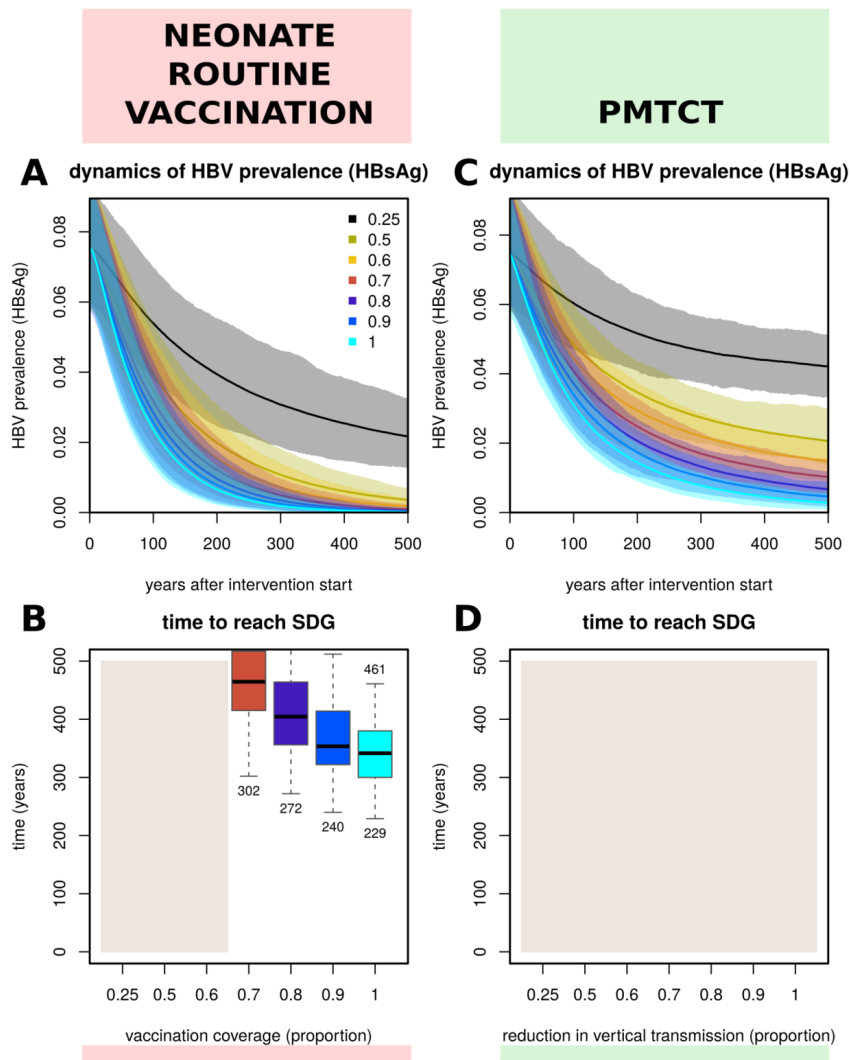 NEONATE
ROUTINE
VACCINATION
PMTCT
A dynamics of HBV prevalence (HBsAg)
HBV prevalence (HBsAg)
0.08
0.06
0.04
0.02
0.00
0.25
0.5
0.6
0.7
0.8
0.9
1
0 100 200 300 400 500
years after intervention start
C dynamics of HBV prevalence (HBsAg)
HBV prevalence (HBsAg)
0.08
0.06
0.04
0.02
0.00
0 100 200 300 400 500
years after intervention start
B time to reach SDG
time (years)
500
400
300
200
100
0
302
272
240
461
229
0.25 0.5 0.6 0.7 0.8 0.9 1
vaccination coverage (proportion)
D time to reach SDG
time (years)
500
400
300
200
100
0
0.25 0.5 0.6 0.7 0.8 0.9 1
reduction in vertical transmission (proportion)